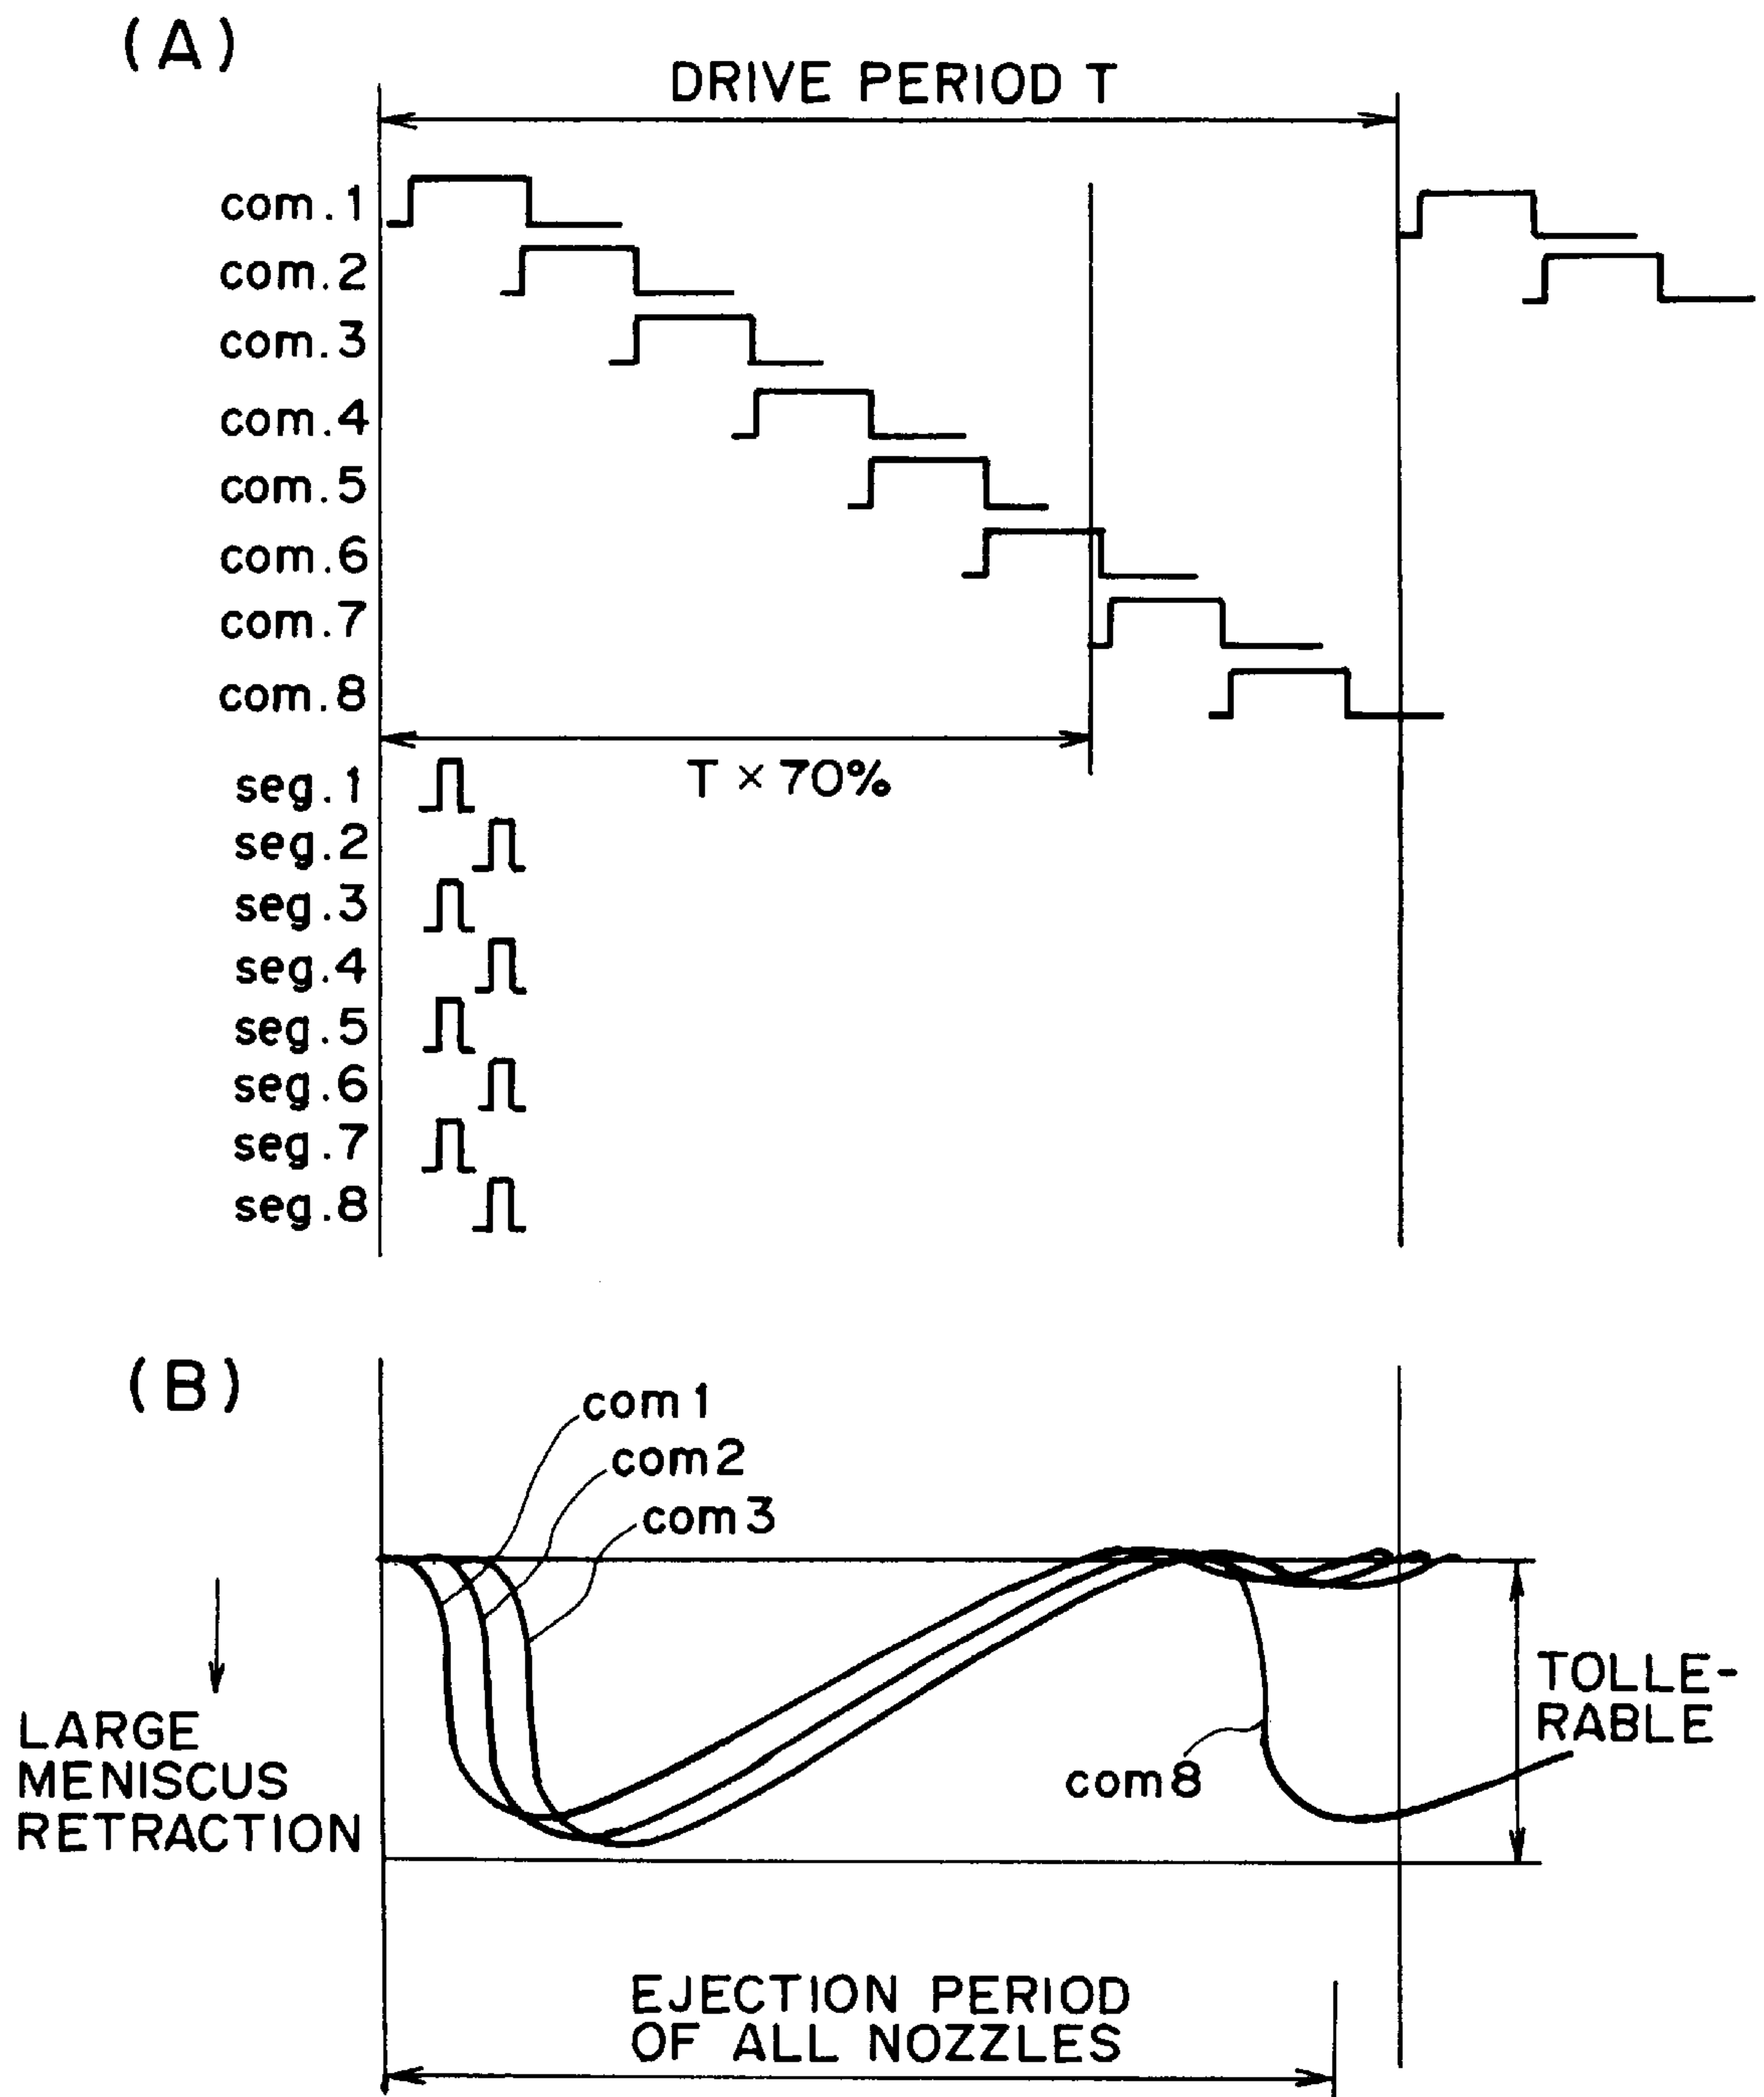 (A)
DRIVE PERIOD T
com.1
com.2
com.3
com.4
com.5
com.6
com.7
com.8
T × 70%
seg.1
seg.2
seg.3
seg.4
seg.5
seg.6
seg.7
seg.8
(B)
com1
com2
com3
LARGE
MENISCUS
RETRACTION
com8
TOLLE-
RABLE
EJECTION PERIOD
OF ALL NOZZLES